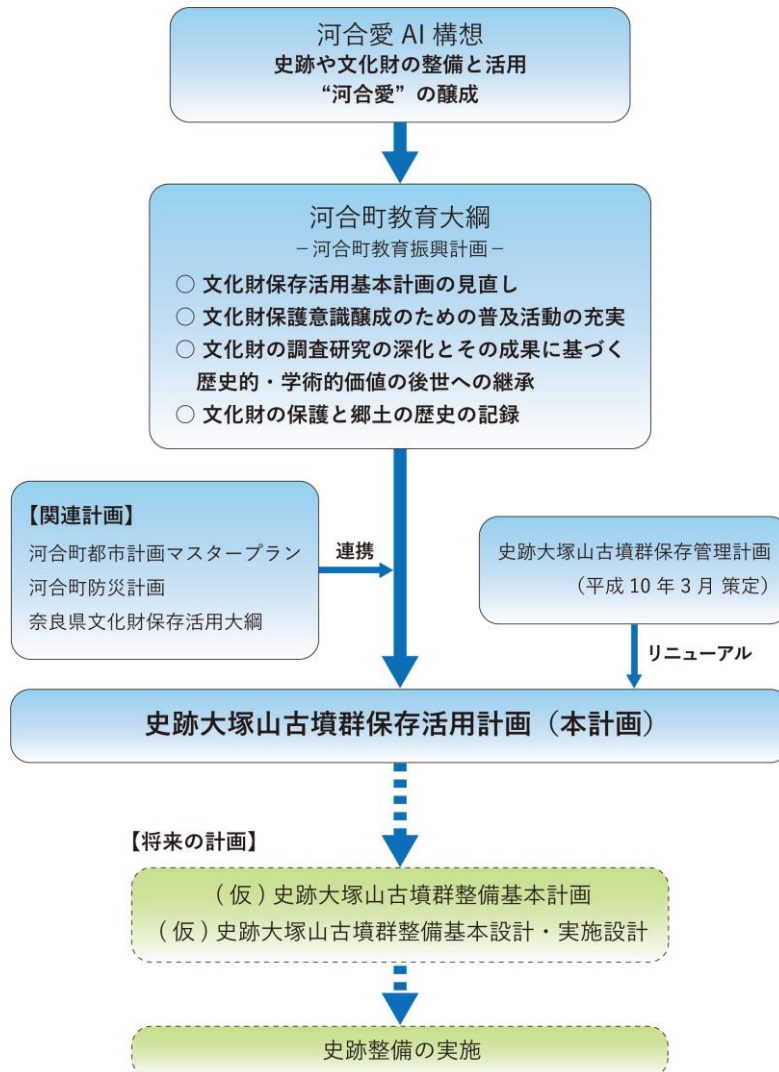 河合愛 AI 構想
史跡や文化財の整備と活用
“河合愛”の醸成
河合町教育大綱
－河合町教育振興計画－
○ 文化財保存活用基本計画の見直し
○ 文化財保護意識醸成のための普及活動の充実
○ 文化財の調査研究の深化とその成果に基づく
歴史的・学術的価値の後世への継承
○ 文化財の保護と郷土の歴史の記録
【関連計画】
河合町都市計画マスタープラン
河合町防災計画
奈良県文化財保存活用大綱
連携
史跡大塚山古墳群保存管理計画
（平成 10 年 3 月 策定）
リニューアル
史跡大塚山古墳群保存活用計画（本計画）
【将来の計画】
（仮）史跡大塚山古墳群整備基本計画
（仮）史跡大塚山古墳群整備基本設計・実施設計
史跡整備の実施